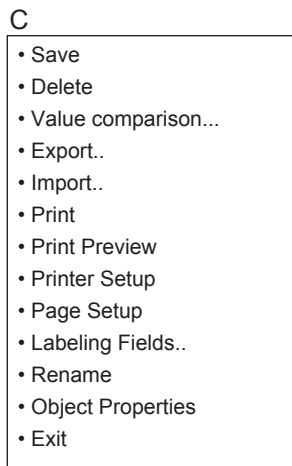 C
• Save
• Delete
• Value comparison...
• Export..
• Import..
• Print
• Print Preview
• Printer Setup
• Page Setup
• Labeling Fields..
• Rename
• Object Properties
• Exit